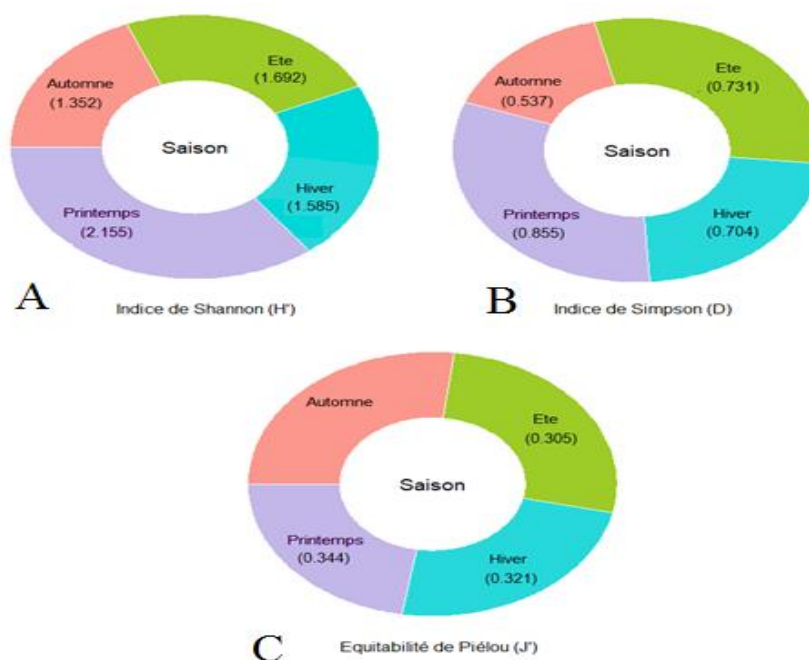 Automne
(1.352)
Ete
(1.692)
Saison
Printemps
(2.155)
Hiver
(1.585)
A
Indice de Shannon (H')
Automne
(0.537)
Ete
(0.731)
Saison
Printemps
(0.855)
Hiver
(0.704)
B
Indice de Simpson (D)
Automne
Ete
(0.305)
Saison
Printemps
(0.344)
Hiver
(0.321)
C
Equitabilité de Piélou (J')